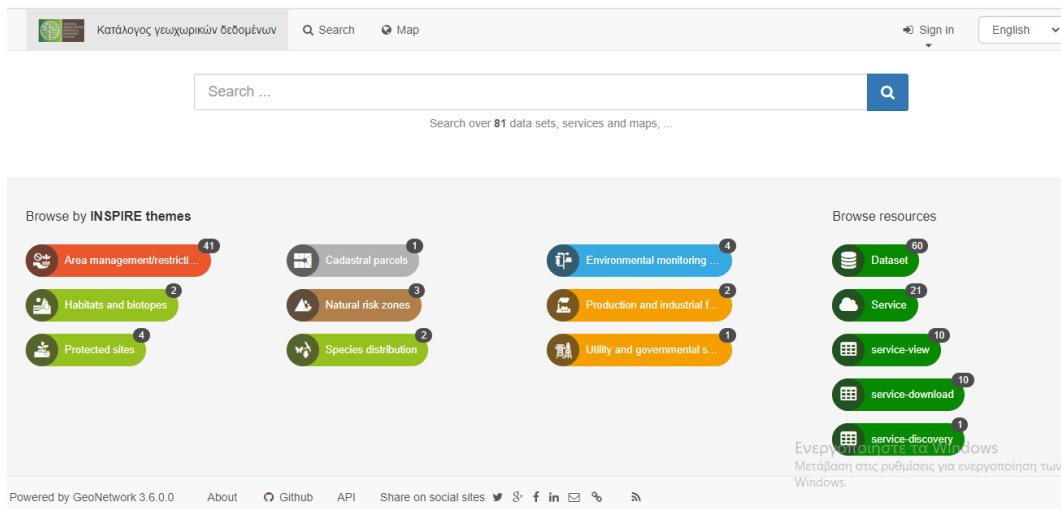 Κατάλογος γεωχωρικών δεδομένων Search Map Sign in English
Search ...
Search over 81 data sets, services and maps, ...
Browse by INSPIRE themes
41
Area management/restricti...
1
Cadastral parcels
4
Environmental monitoring ...
2
Habitats and biotopes
3
Natural risk zones
2
Production and industrial f...
4
Protected sites
2
Species distribution
1
Utility and governmental s...
Browse resources
60
Dataset
21
Service
10
service-view
10
service-download
1
service-discovery
Ενεργοποιήστε τα Windows
Μετάβαση στις ρυθμίσεις για ενεργοποίηση των
Windows.
Powered by GeoNetwork 3.6.0.0 About Github API Share on social sites